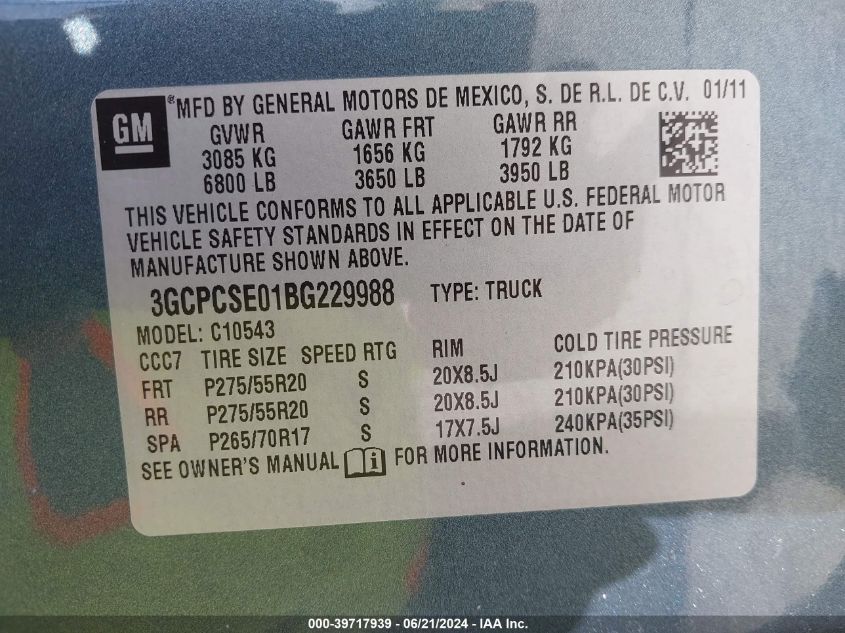 GM ®MFD BY GENERAL MOTORS DE MEXICO, S. DE R.L. DE C.V. 01/11
GVWR GAWR FRT GAWR RR
3085 KG 1656 KG 1792 KG
6800 LB 3650 LB 3950 LB
THIS VEHICLE CONFORMS TO ALL APPLICABLE U.S. FEDERAL MOTOR
VEHICLE SAFETY STANDARDS IN EFFECT ON THE DATE OF
MANUFACTURE SHOWN ABOVE.
3GCPCSE01BG229988 TYPE: TRUCK
MODEL: C10543
CCC7 TIRE SIZE SPEED RTG RIM COLD TIRE PRESSURE
FRT P275/55R20 S 20X8.5J 210KPA(30PSI)
RR P275/55R20 S 20X8.5J 210KPA(30PSI)
SPA P265/70R17 S 17X7.5J 240KPA(35PSI)
SEE OWNER'S MANUAL i FOR MORE INFORMATION.
000-39717939 / 06/21/2024 - IAA Inc.